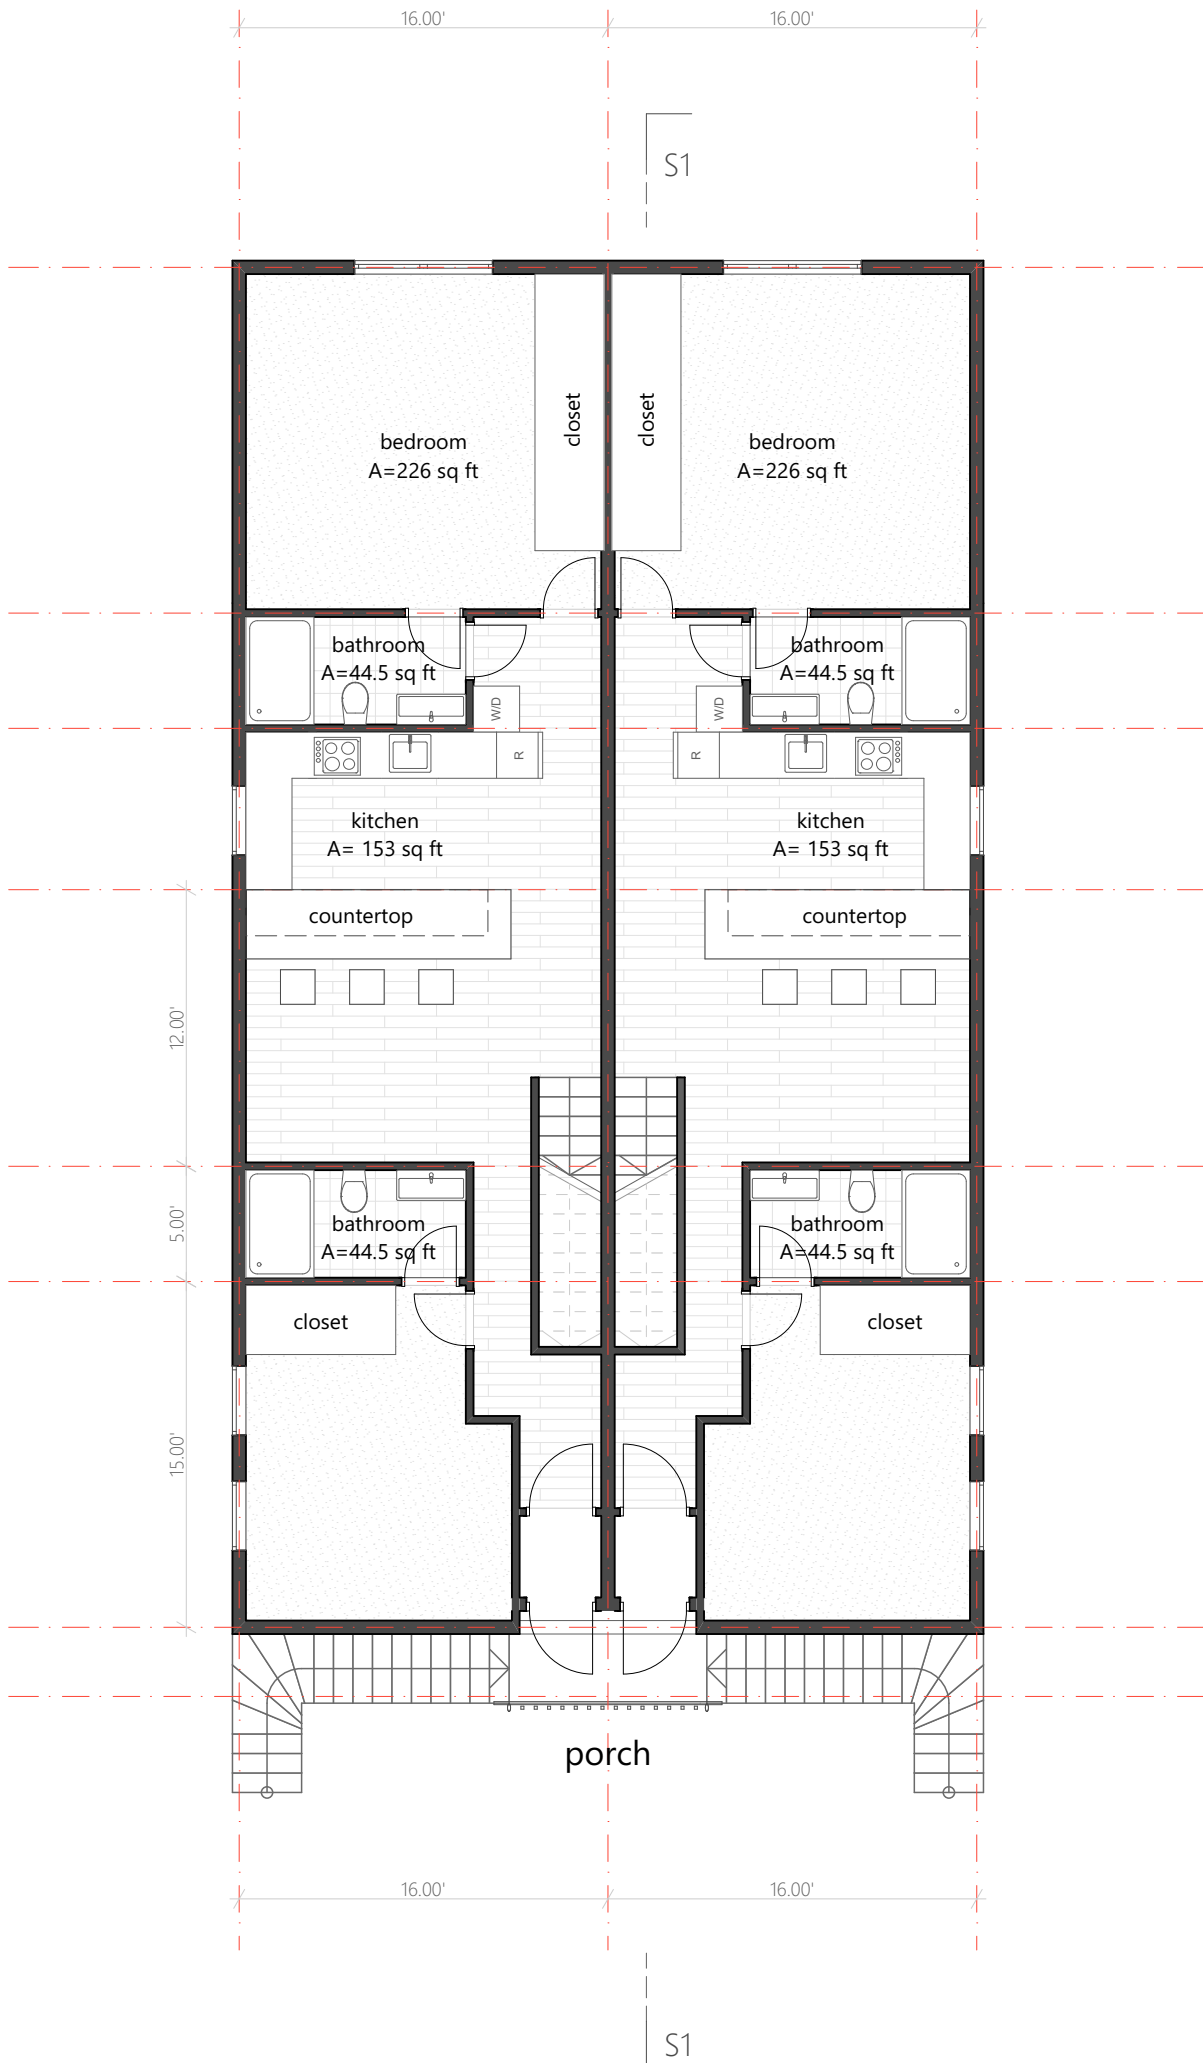 16.00'
16.00'
S1
closet
closet
bedroom
A=226 sq ft
bedroom
A=226 sq ft
bathroom
A=44.5 sq ft
bathroom
A=44.5 sq ft
W/D
W/D
R
R
kitchen
A= 153 sq ft
kitchen
A= 153 sq ft
countertop
countertop
12.00'
5.00'
bathroom
A=44.5 sq ft
bathroom
A=44.5 sq ft
closet
closet
15.00'
porch
16.00'
16.00'
S1